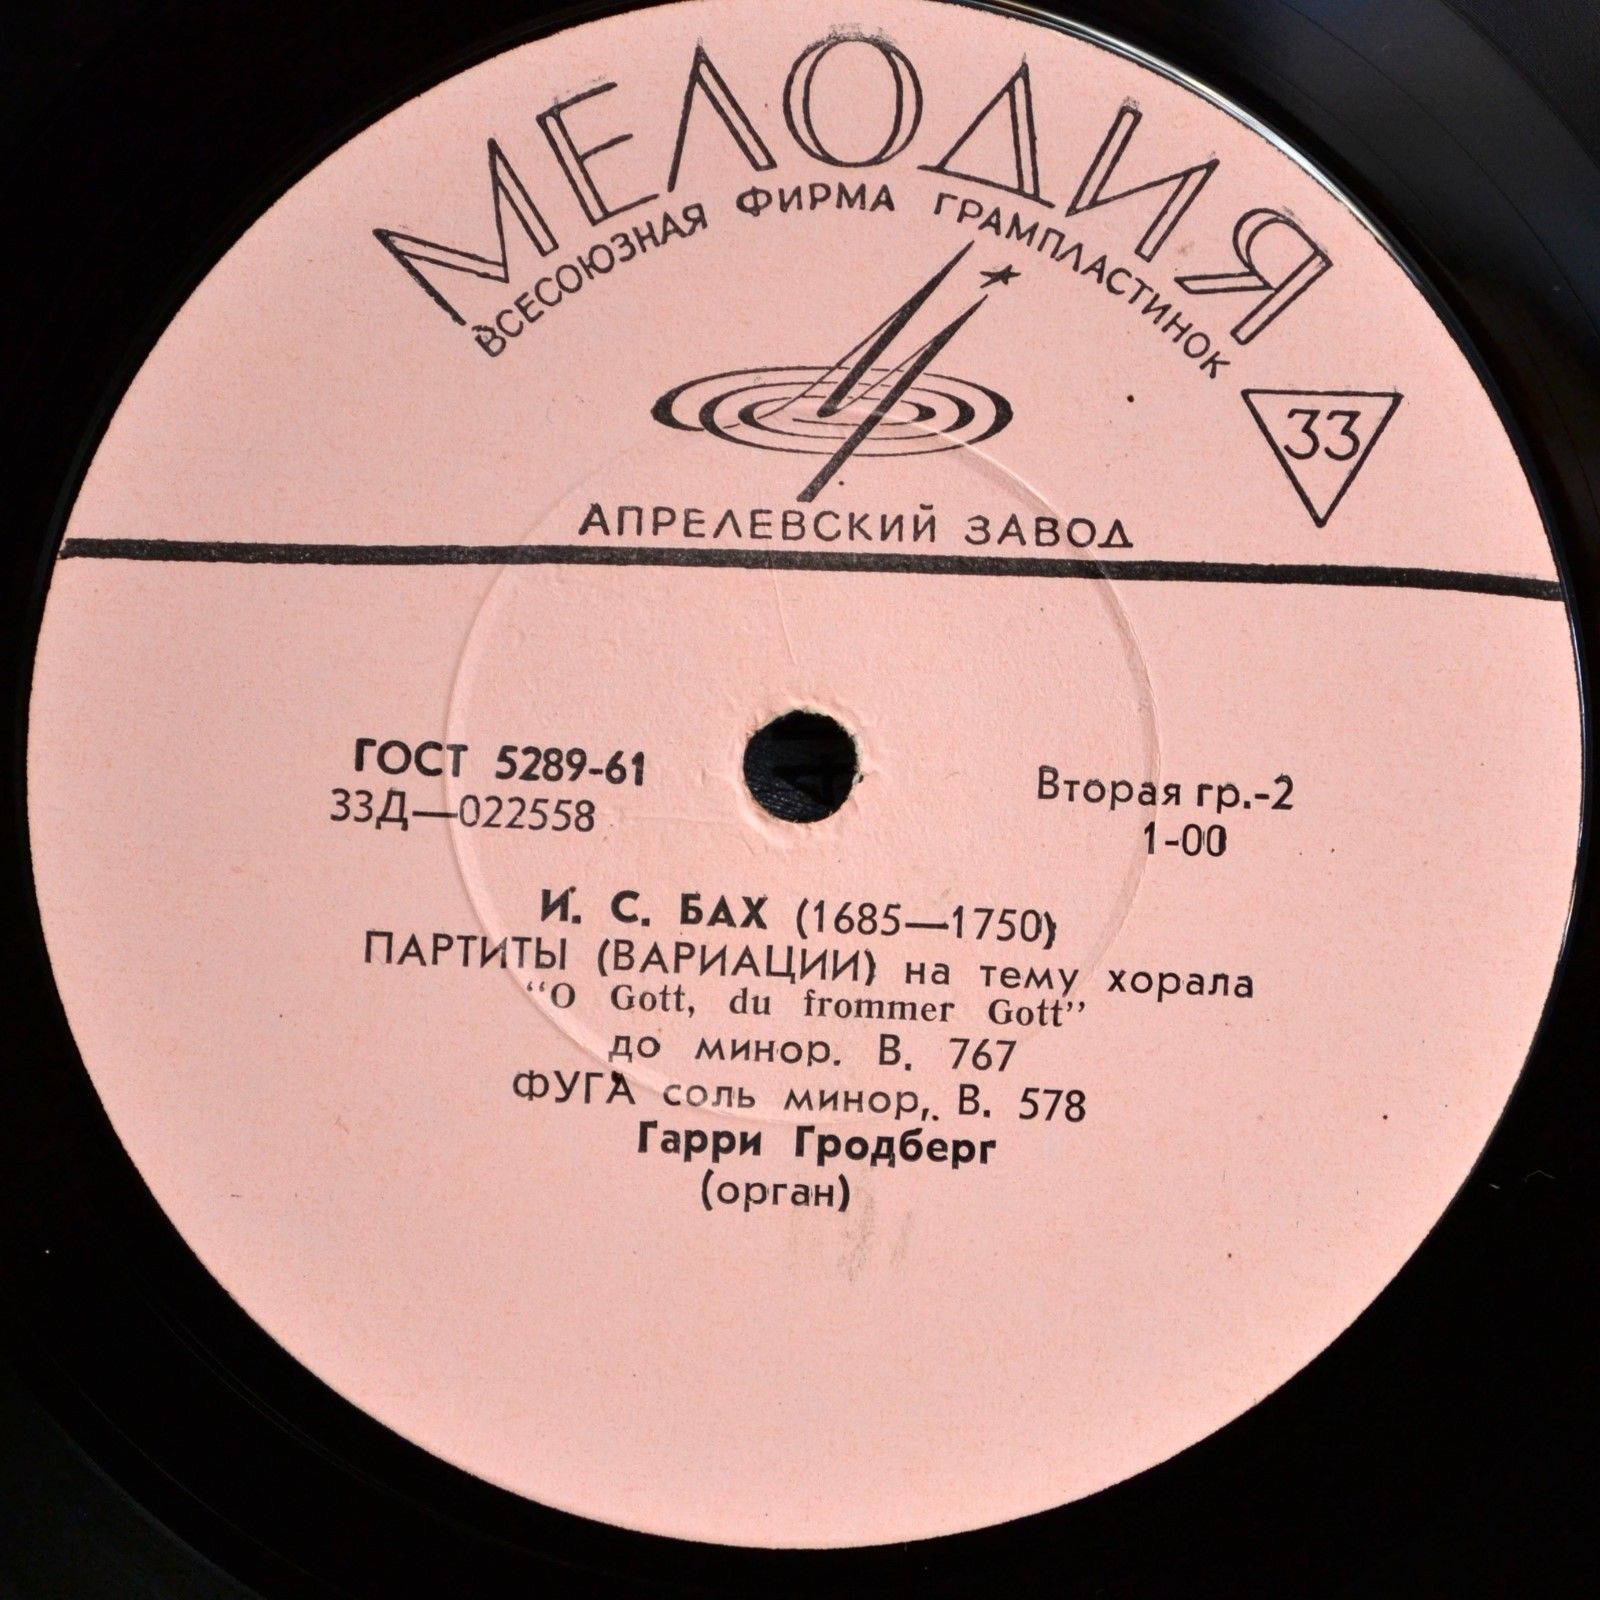 МЕЛОДИЯ
ВСЕСОЮЗНАЯ ФИРМА ГРАМПЛАСТИНОК
33
АПРЕЛЕВСКИЙ ЗАВОД
ГОСТ 5289-61
33Д—022558
Вторая гр.-2
1-00
И. С. БАХ (1685—1750)
ПАРТИТЫ (ВАРИАЦИИ) на тему хорала
“O Gott, du frommer Gott”
до минор. В. 767
ФУГА соль минор,. В. 578
Гарри Гродберг
(орган)